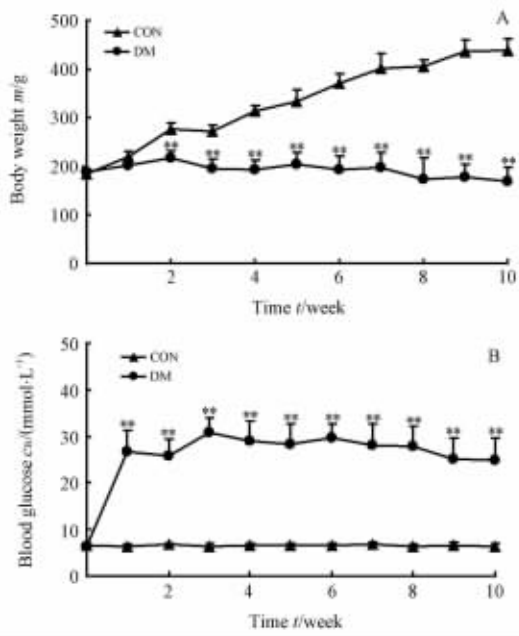 A
500
CON
DM
400
300
200
100
0
Body weight m/g
** ** ** ** ** ** ** ** **
2 4 6 8 10
Time t/week
B
50
CON
DM
40
30
20
10
0
Blood glucose c_B/(mmol·L⁻¹)
** ** ** ** ** ** ** ** ** **
2 4 6 8 10
Time t/week